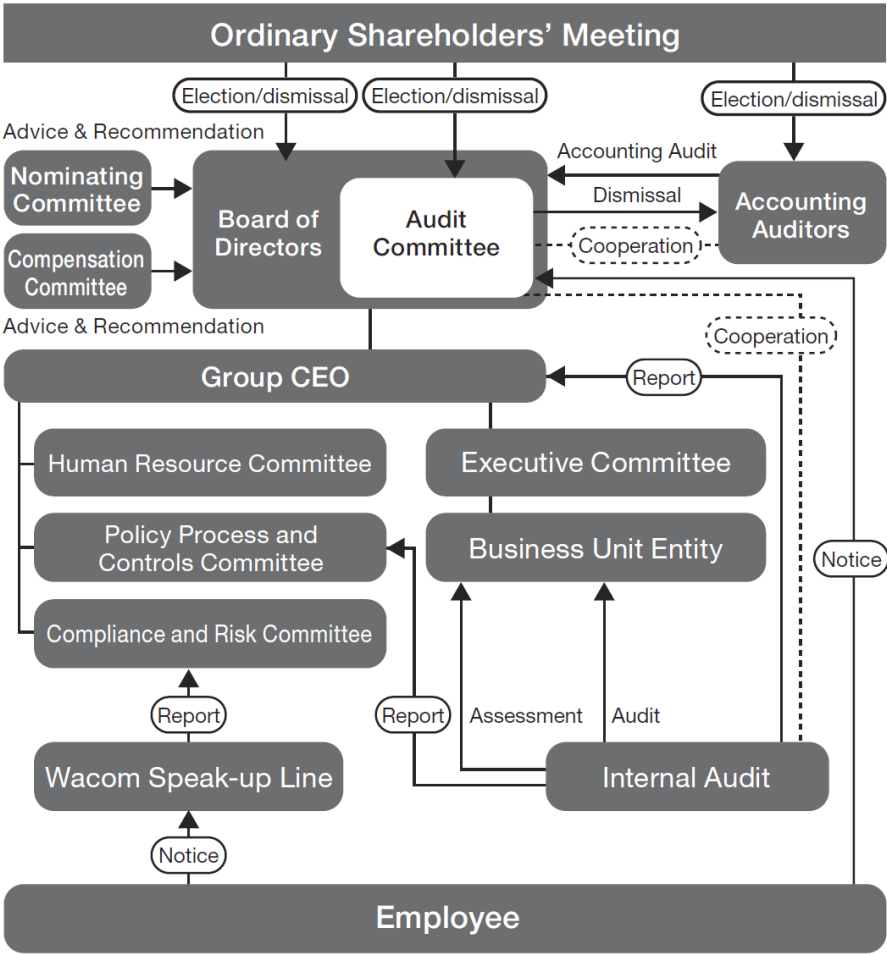 Ordinary Shareholders’ Meeting
Election/dismissal
Election/dismissal
Election/dismissal
Advice & Recommendation
Nominating
Committee
Compensation
Committee
Advice & Recommendation
Board of
Directors
Audit
Committee
Accounting Audit
Dismissal
Cooperation
Accounting
Auditors
Cooperation
Group CEO
Report
Human Resource Committee
Executive Committee
Policy Process and
Controls Committee
Business Unit Entity
Notice
Compliance and Risk Committee
Report
Report
Assessment
Audit
Wacom Speak-up Line
Internal Audit
Notice
Employee